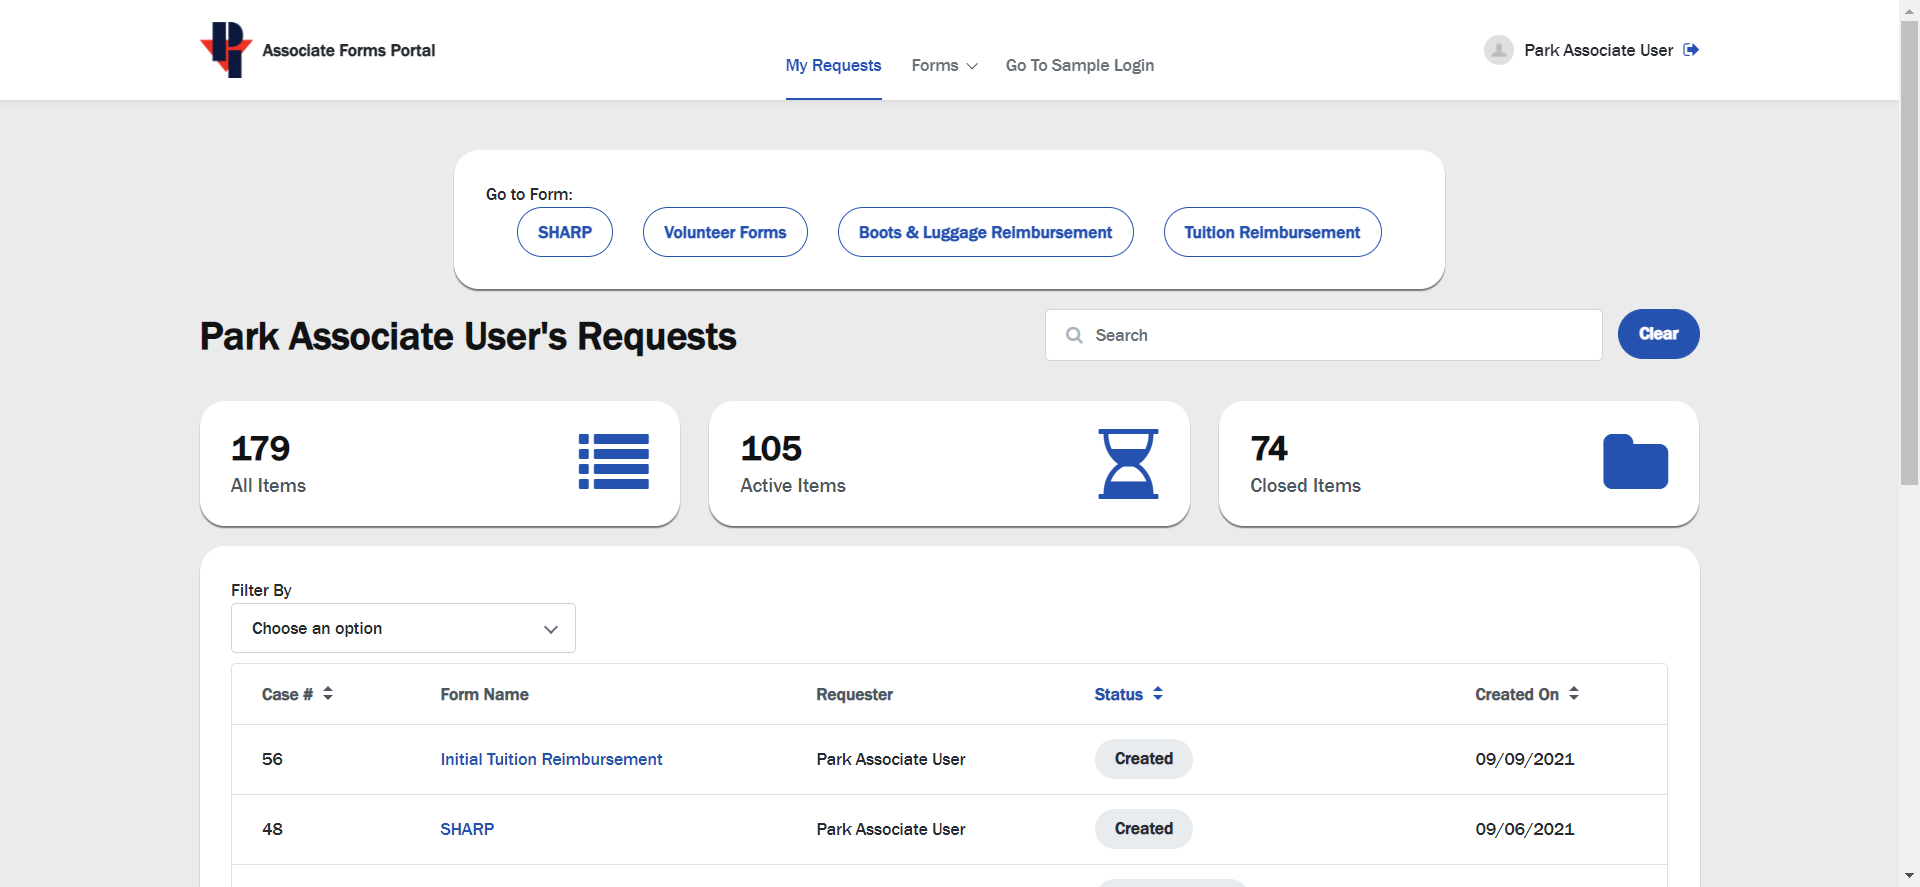 Associate Forms Portal
My Requests
Forms
Go To Sample Login
Park Associate User
Go to Form:
SHARP
Volunteer Forms
Boots & Luggage Reimbursement
Tuition Reimbursement
Park Associate User's Requests
Search
Clear
179
All Items
105
Active Items
74
Closed Items
Filter By
Choose an option
Case # Form Name Requester Status Created On
56 Initial Tuition Reimbursement Park Associate User Created 09/09/2021
48 SHARP Park Associate User Created 09/06/2021